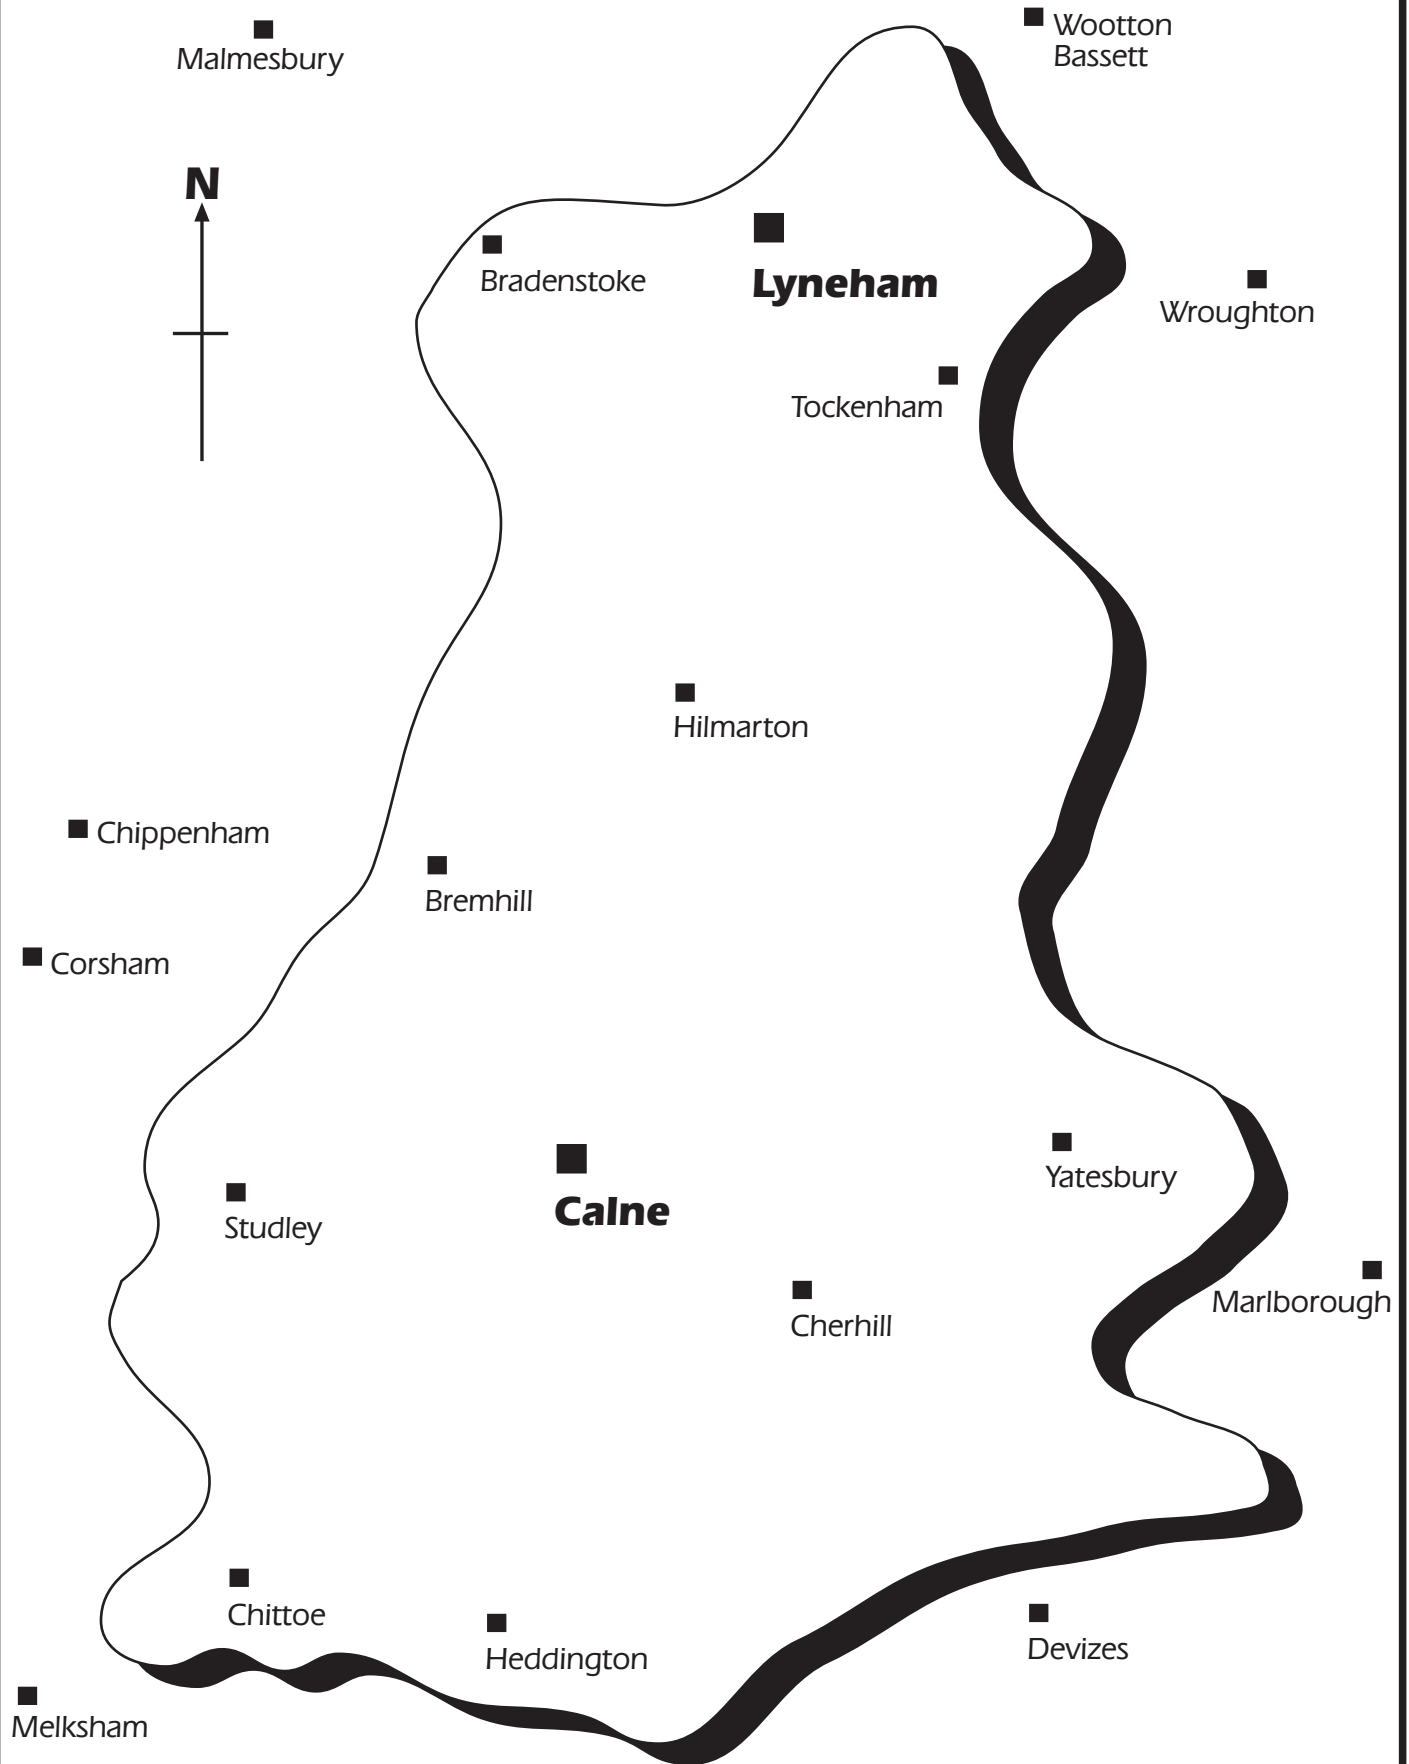 Malmesbury
Wootton
Bassett
N
Bradenstoke
Lyneham
Wroughton
Tockenham
Hilmarton
Chippenham
Bremhill
Corsham
Yatesbury
Calne
Studley
Marlborough
Cherhill
Chittoe
Heddington
Devizes
Melksham